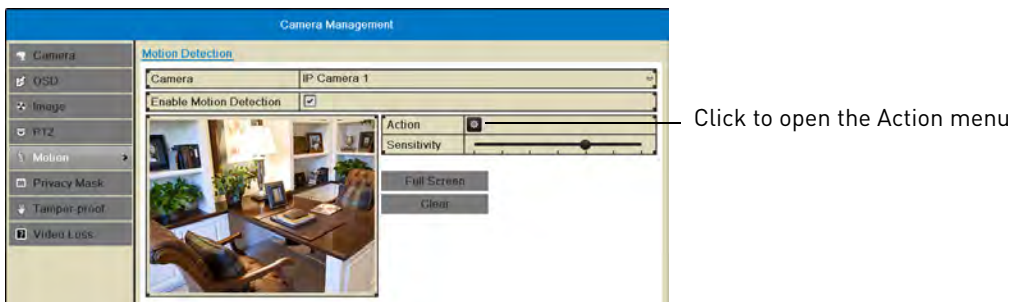 Camera Management
Camera
OSD
Image
PTZ
Motion
Privacy Mask
Tamper-proof
Video Loss
Motion Detection
Camera IP Camera 1
Enable Motion Detection
Action
Sensitivity
Full Screen
Clear
Click to open the Action menu